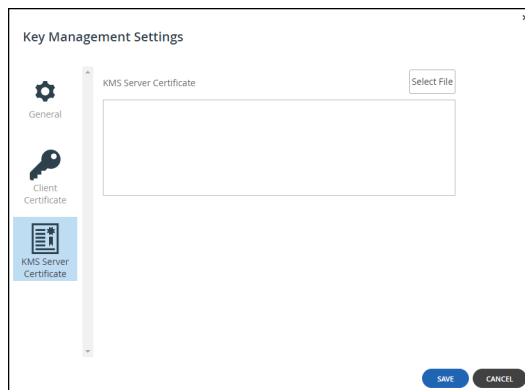 Key Management Settings
General
Client
Certificate
KMS Server
Certificate
KMS Server Certificate
Select File
SAVE
CANCEL